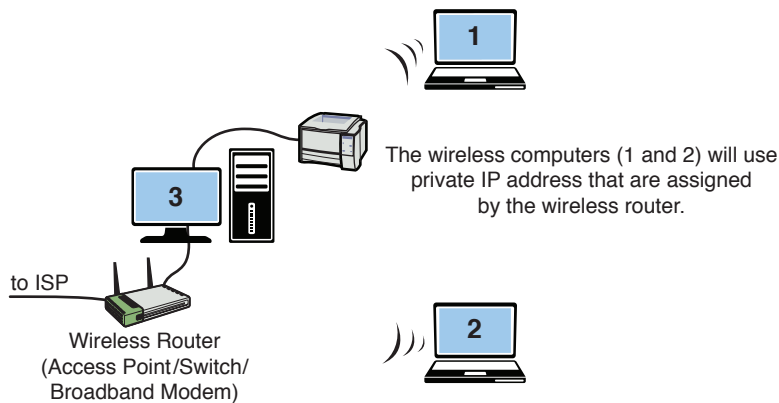 1
The wireless computers (1 and 2) will use
private IP address that are assigned
by the wireless router.
3
to ISP
Wireless Router
(Access Point/Switch/
Broadband Modem)
2